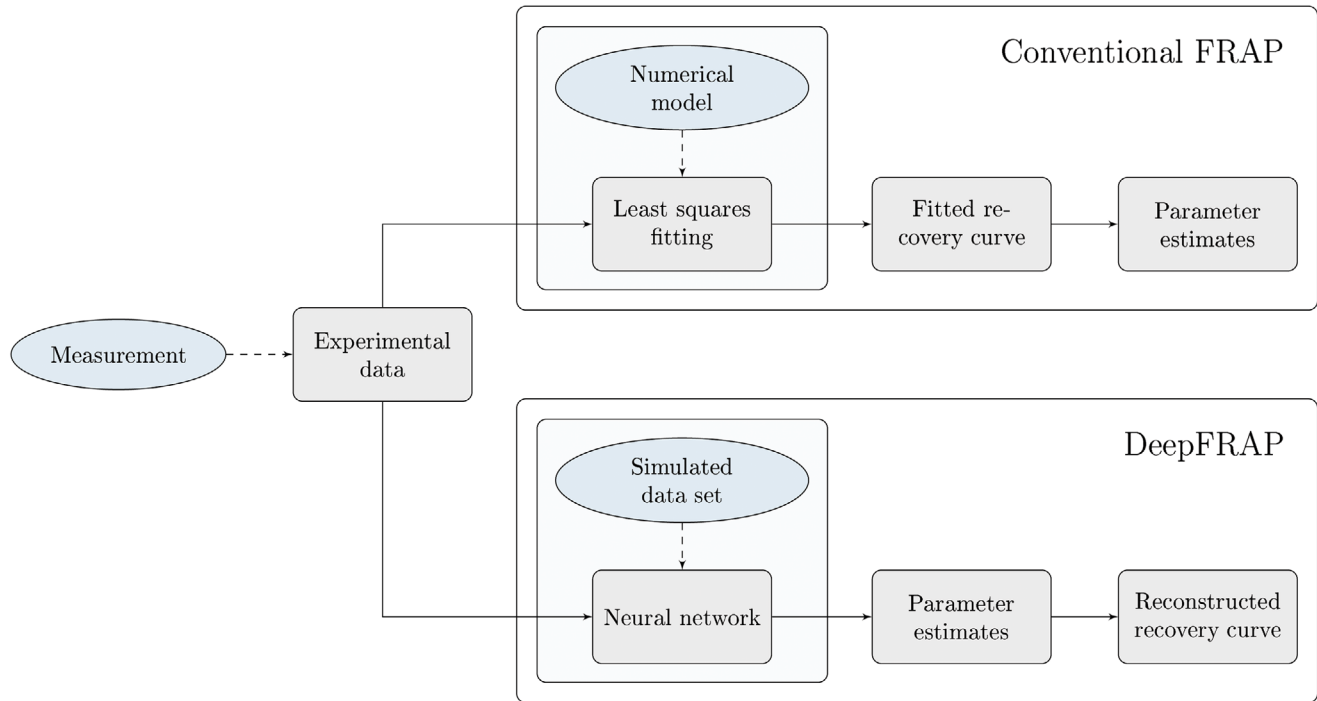 Conventional FRAP
Numerical
model
Least squares
fitting
Fitted re-
covery curve
Parameter
estimates
Measurement
Experimental
data
DeepFRAP
Simulated
data set
Neural network
Parameter
estimates
Reconstructed
recovery curve